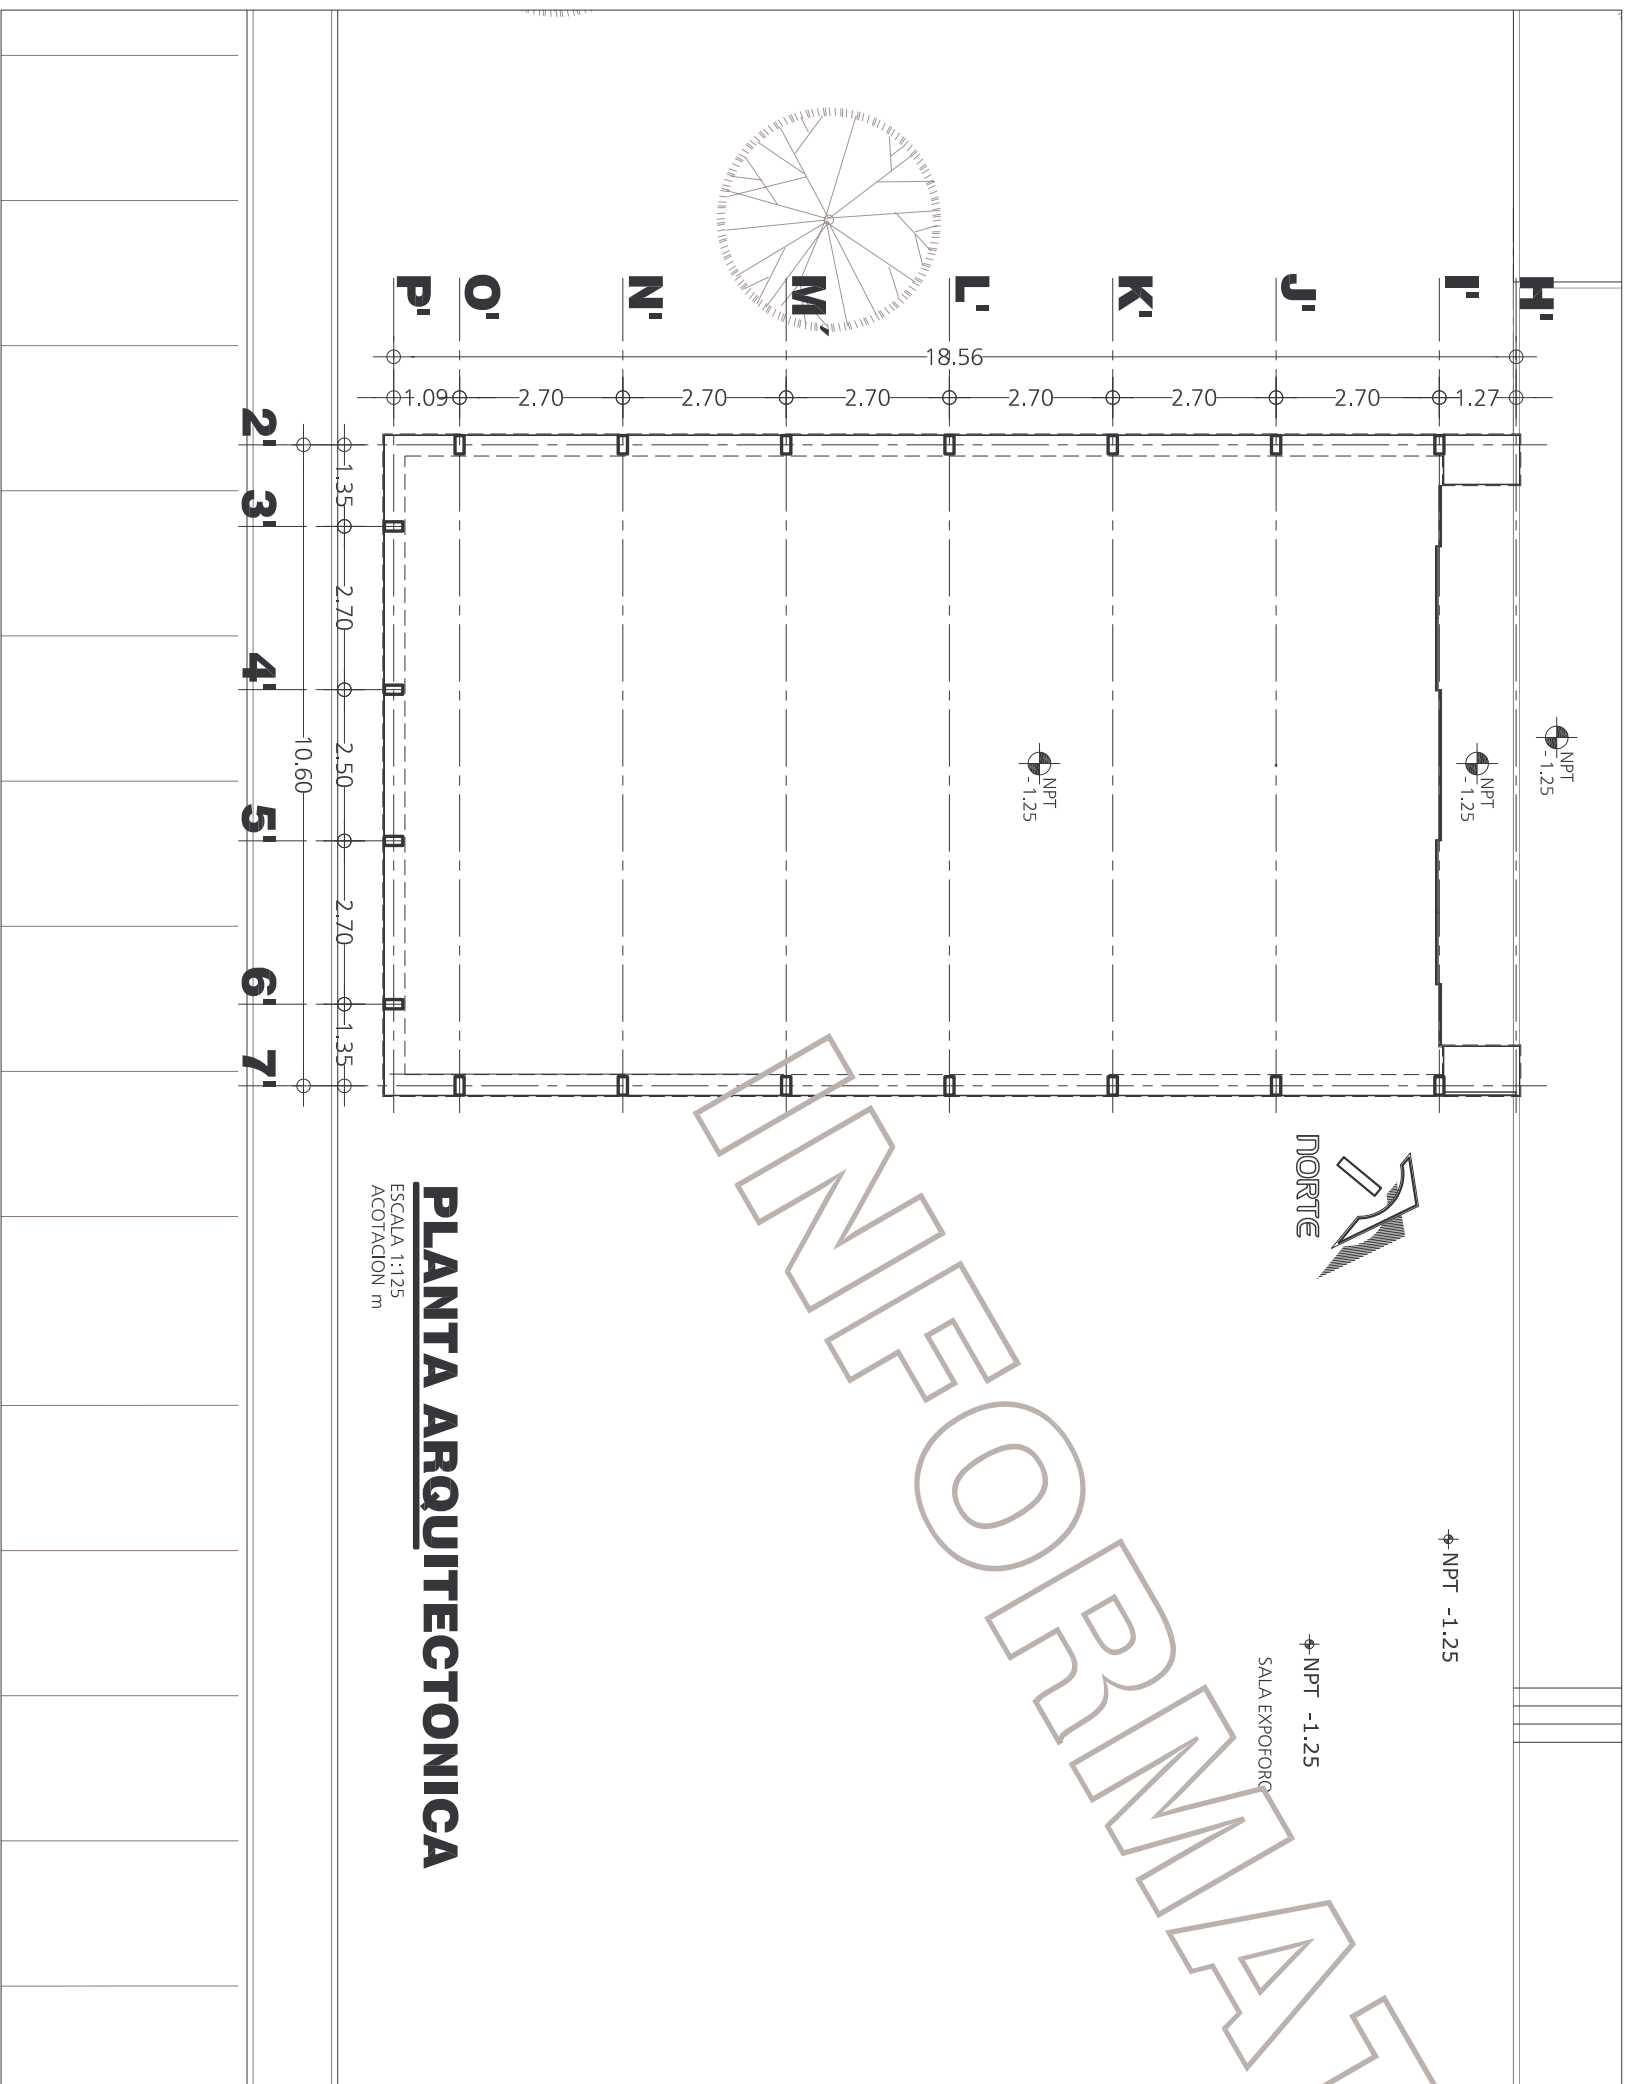 H'
I'
J'
K'
L'
M´
N'
O'
P'
18.56
1.09
2.70
2.70
2.70
2.70
2.70
2.70
1.27
2'
3'
4'
5'
6'
7'
1.35
2.70
2.50
2.70
1.35
10.60
NPT
- 1.25
NPT
- 1.25
NPT
- 1.25
NORTE
NPT -1.25
NPT -1.25
SALA EXPOFORO
PLANTA ARQUITECTONICA
ESCALA 1:125
ACOTACION m
INFORMAT